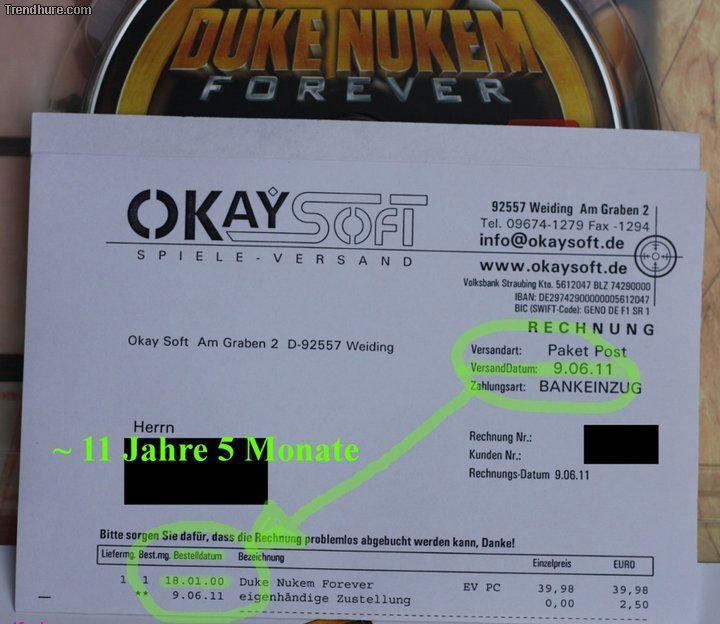 Trendhure.com
DUKE NUKEM
FOREVER
OKAY SOFT
SPIELE-VERSAND
92557 Weiding Am Graben 2
Tel. 09674-1279 Fax -1294
info@okaysoft.de
www.okaysoft.de
Volksbank Straubing Kto. 5612047 BLZ 74290000
IBAN: DE29742900000005612047
BIC (SWIFT-Code): GENO DE F1 SR 1
RECHNUNG
Okay Soft Am Graben 2 D-92557 Weiding
Versandart: Paket Post
VersandDatum: 9.06.11
Zahlungsart: BANKEINZUG
Herrn
~ 11 Jahre 5 Monate
Rechnung Nr.:
Kunden Nr.:
Rechnungs-Datum 9.06.11
Bitte sorgen Sie dafür, dass die Rechnung problomlos abgebucht werden kann, Danke!
Liefermg. Best.mg. Bestelldatum Bezeichnung Einzelpreis EURO
1 1 18.01.00 Duke Nukem Forever EV PC 39,98 39,98
** 9.06.11 eigenhändige Zustellung 0,00 2,50